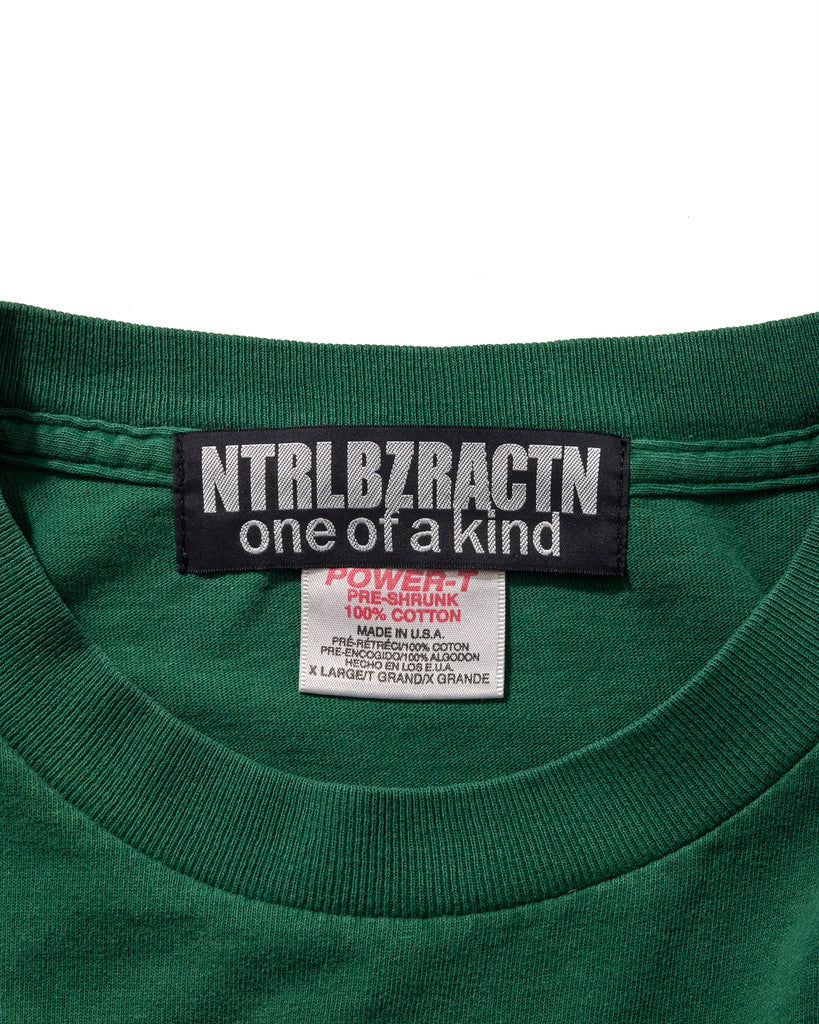 NTRLBZRACTN
one of a kind
POWER-T
PRE-SHRUNK
100% COTTON
MADE IN U.S.A.
PRÉ-RÉTRÉCI/100% COTON
PRE-ENCOGIDO/100% ALGODON
HECHO EN LOS E.U.A.
X LARGE/T GRAND/X GRANDE